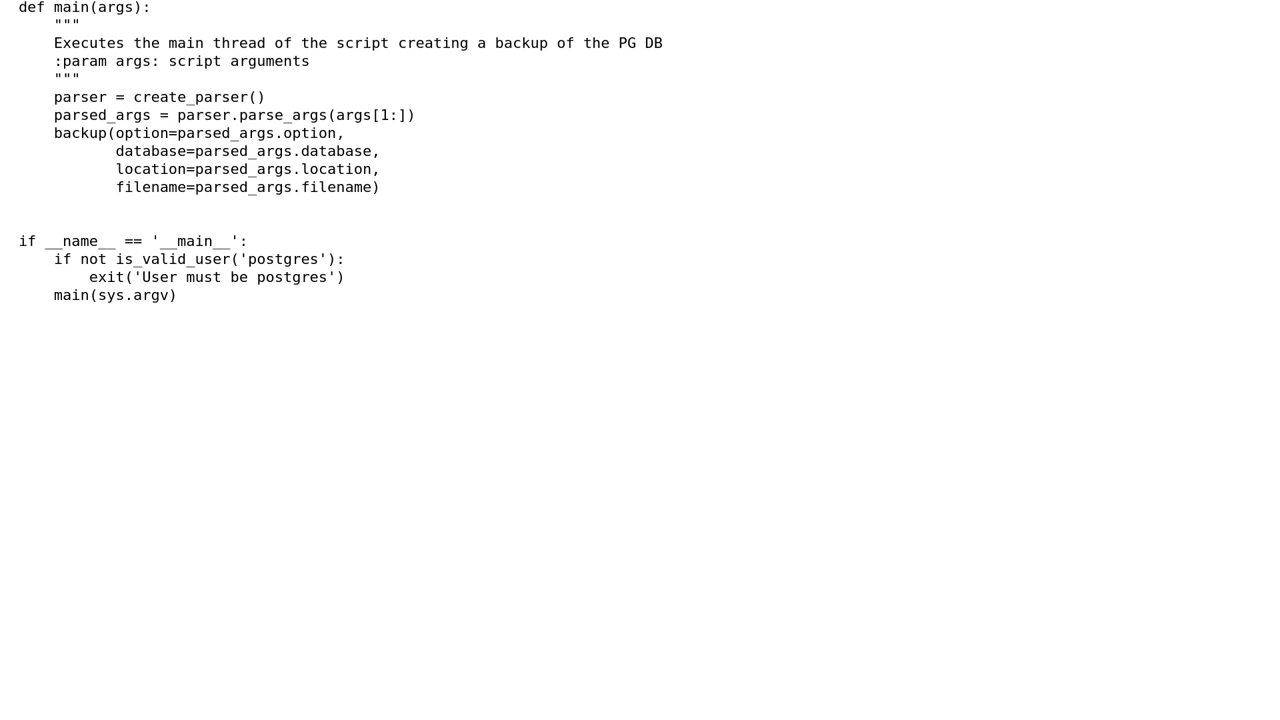 def main(args):
    """
    Executes the main thread of the script creating a backup of the PG DB
    :param args: script arguments
    """
    parser = create_parser()
    parsed_args = parser.parse_args(args[1:])
    backup(option=parsed_args.option,
           database=parsed_args.database,
           location=parsed_args.location,
           filename=parsed_args.filename)


if __name__ == '__main__':
    if not is_valid_user('postgres'):
        exit('User must be postgres')
    main(sys.argv)